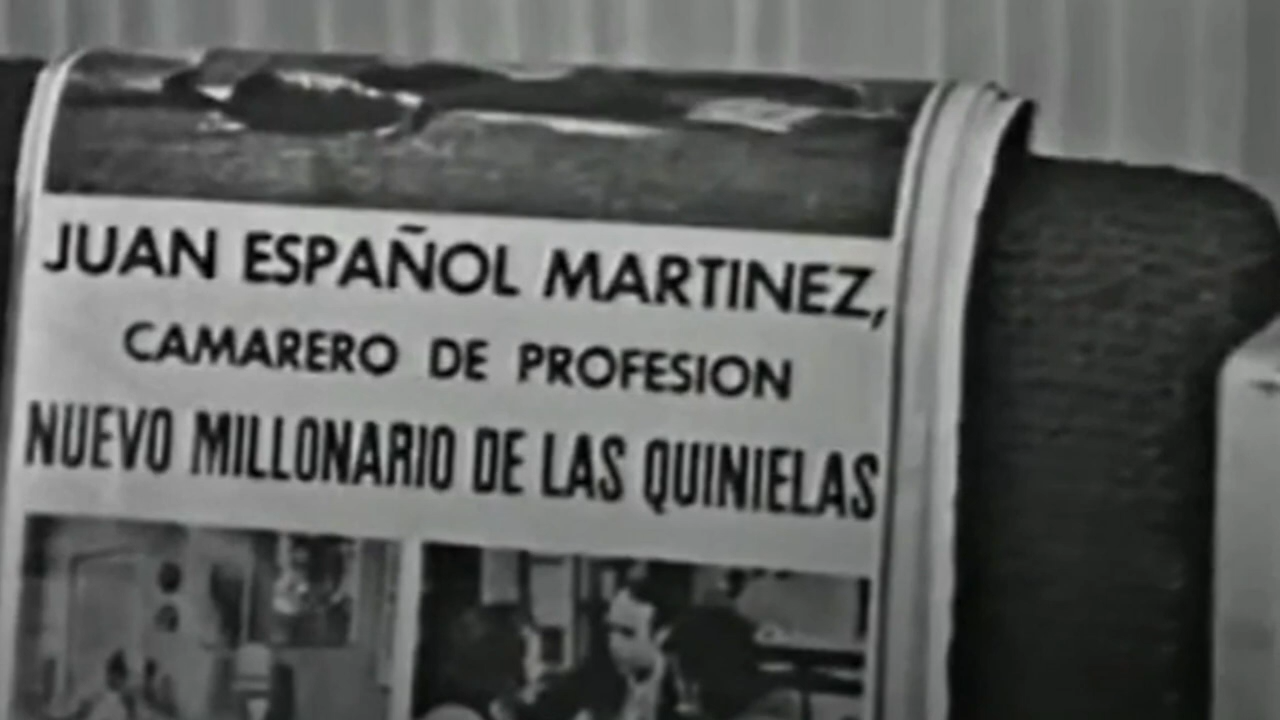 JUAN ESPAÑOL MARTINEZ,
CAMARERO DE PROFESION
NUEVO MILLONARIO DE LAS QUINIELAS